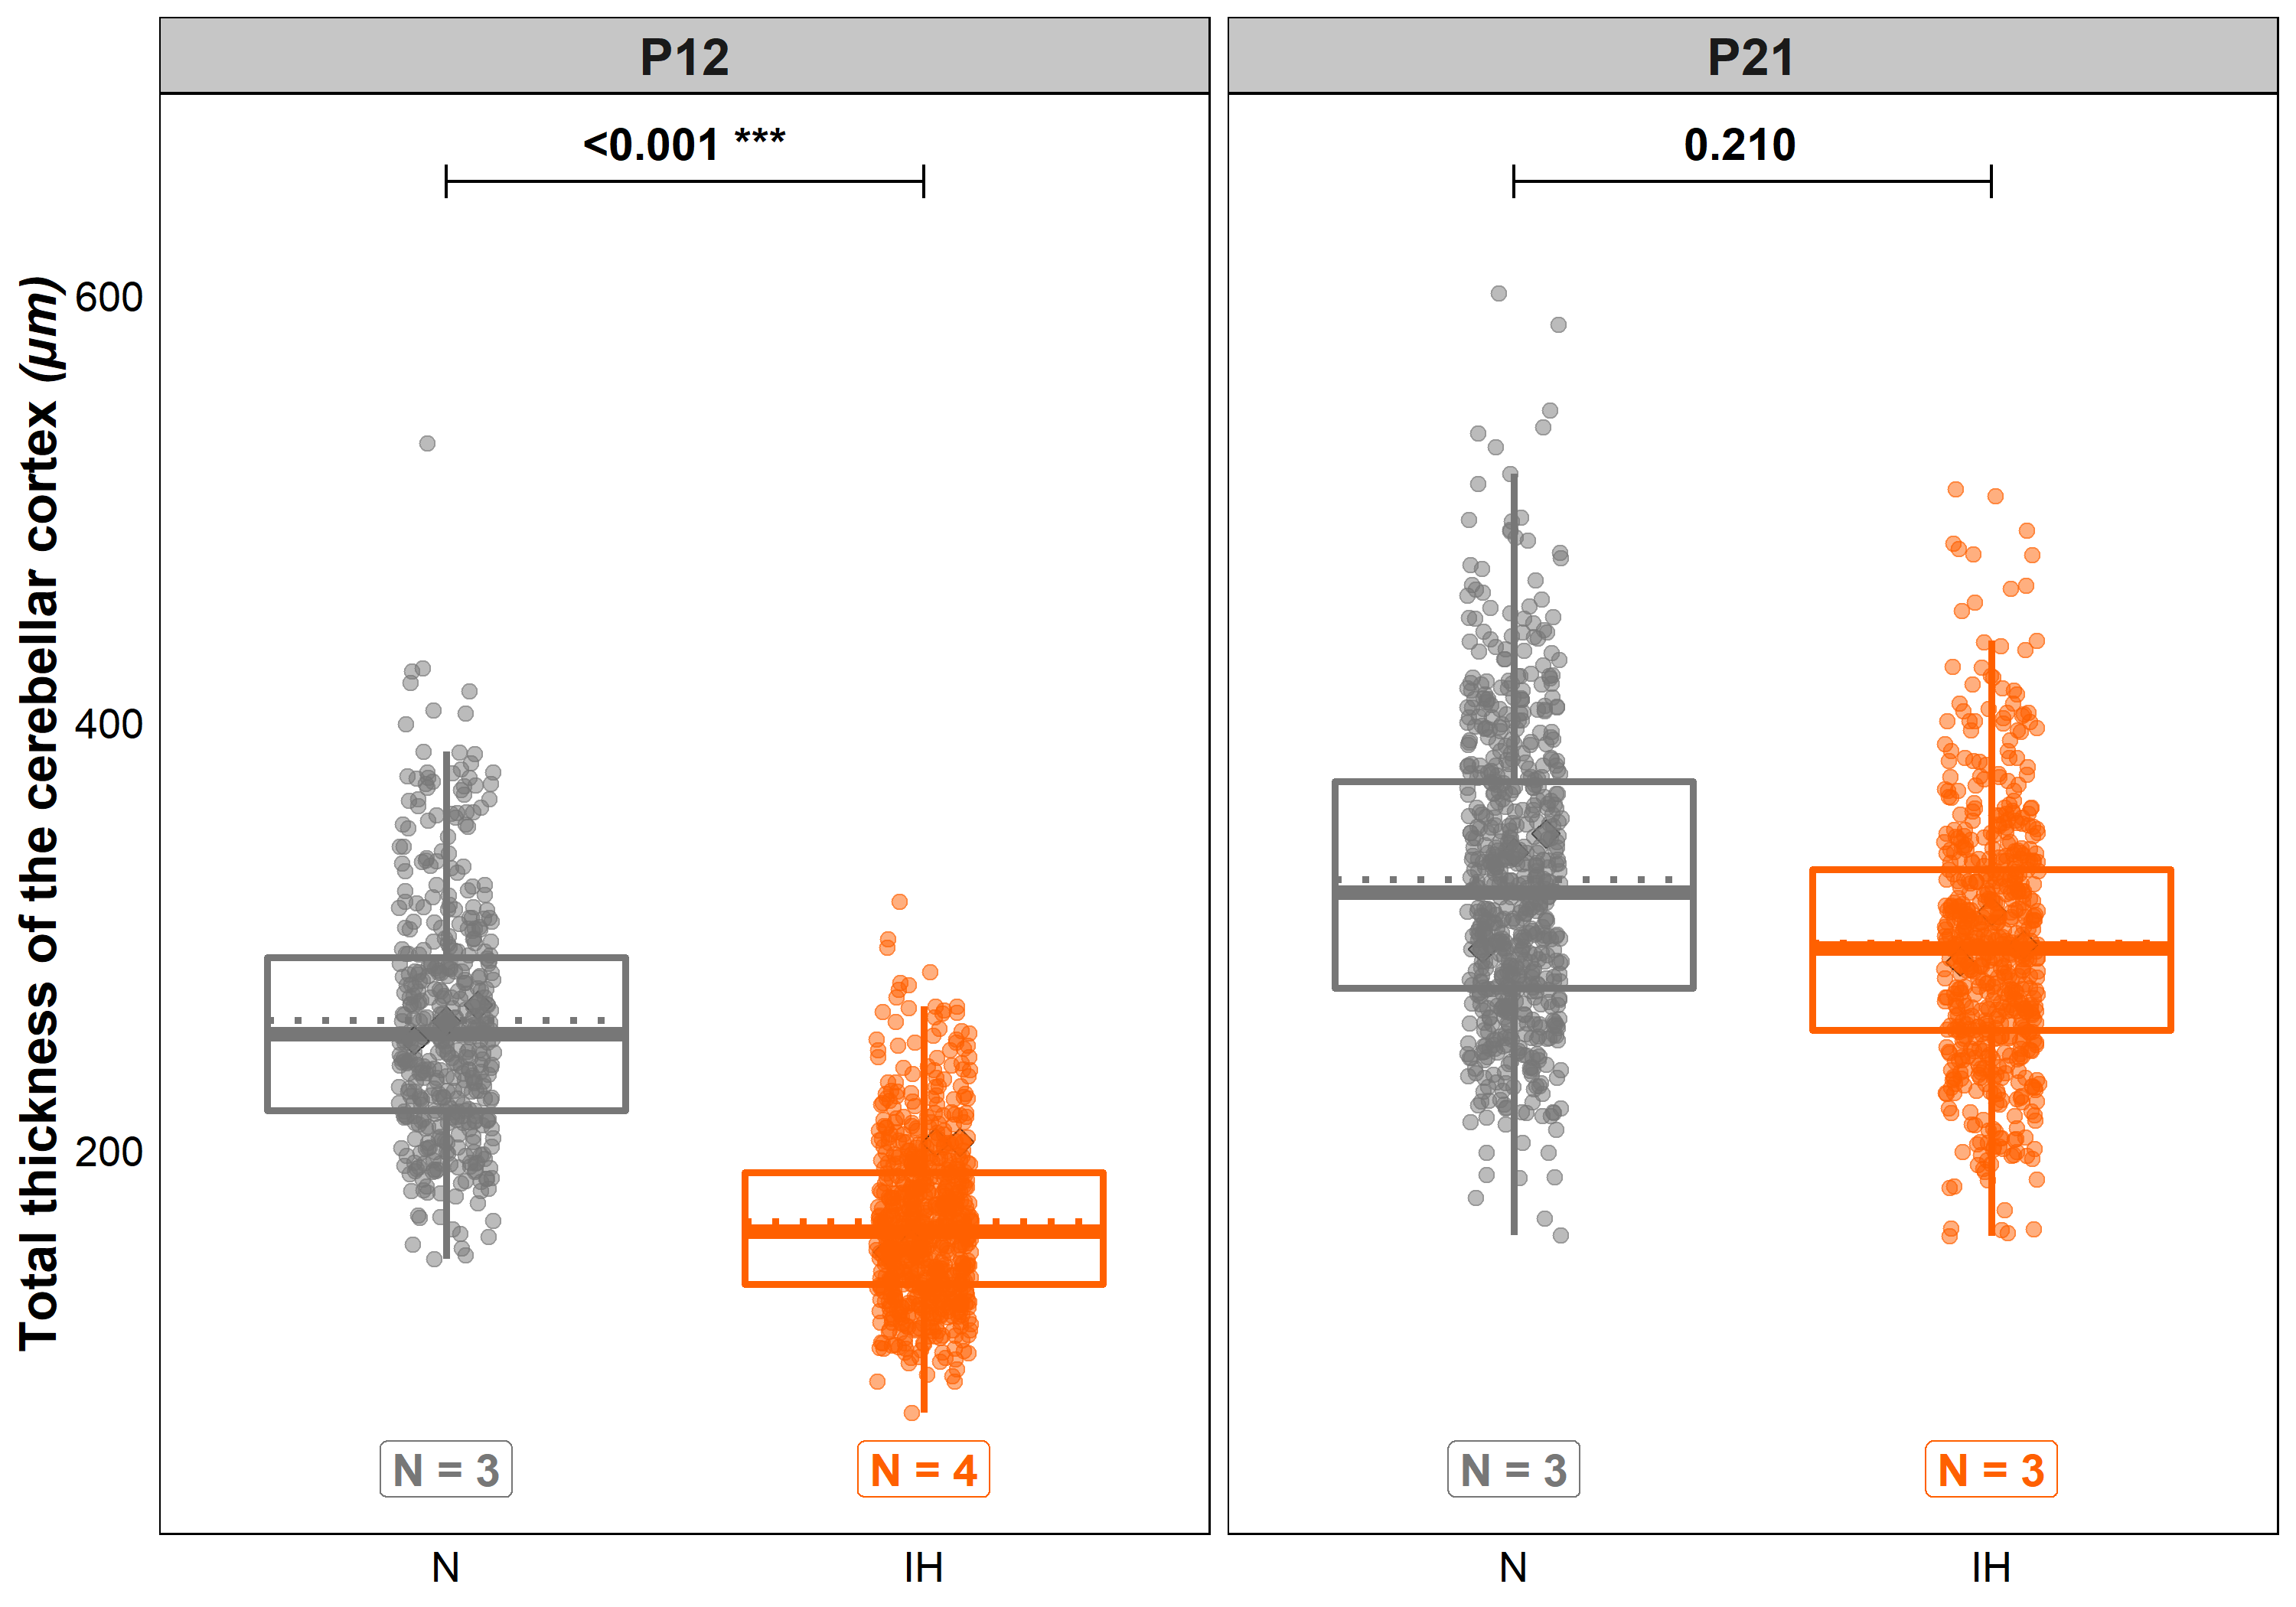 P12
P21
<0.001 ***
0.210
Total thickness of the cerebellar cortex (µm)
600
400
200
N = 3
N = 4
N = 3
N = 3
N
IH
N
IH